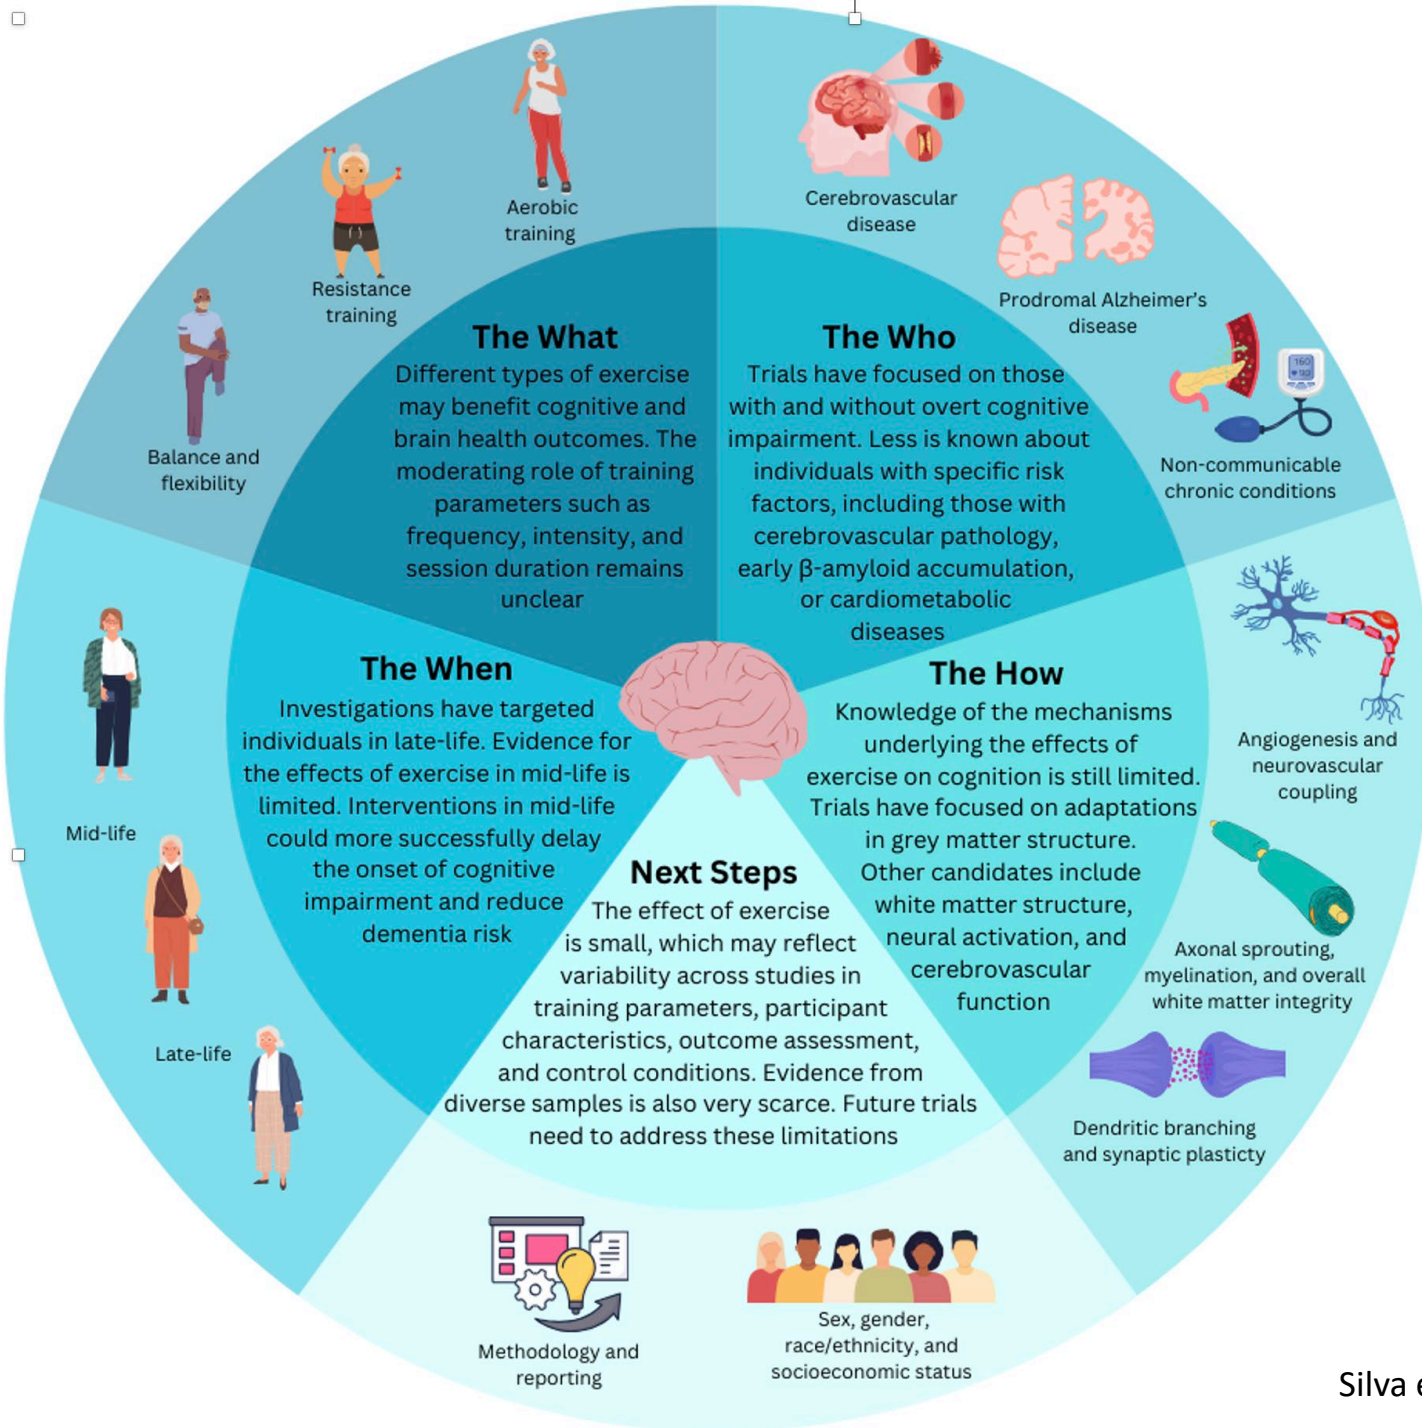 Aerobic
training
Resistance
training
Balance and
flexibility
The What
Different types of exercise
may benefit cognitive and
brain health outcomes. The
moderating role of training
parameters such as
frequency, intensity, and
session duration remains
unclear
Cerebrovascular
disease
Prodromal Alzheimer's
disease
160
90
Non-communicable
chronic conditions
The Who
Trials have focused on those
with and without overt cognitive
impairment. Less is known about
individuals with specific risk
factors, including those with
cerebrovascular pathology,
early β-amyloid accumulation,
or cardiometabolic
diseases
Mid-life
Late-life
The When
Investigations have targeted
individuals in late-life. Evidence for
the effects of exercise in mid-life is
limited. Interventions in mid-life
could more successfully delay
the onset of cognitive
impairment and reduce
dementia risk
The How
Knowledge of the mechanisms
underlying the effects of
exercise on cognition is still limited.
Trials have focused on adaptations
in grey matter structure.
Other candidates include
white matter structure,
neural activation, and
cerebrovascular
function
Angiogenesis and
neurovascular
coupling
Axonal sprouting,
myelination, and overall
white matter integrity
Dendritic branching
and synaptic plasticty
Next Steps
The effect of exercise
is small, which may reflect
variability across studies in
training parameters, participant
characteristics, outcome assessment,
and control conditions. Evidence from
diverse samples is also very scarce. Future trials
need to address these limitations
Methodology and
reporting
Sex, gender,
race/ethnicity, and
socioeconomic status
Silva e